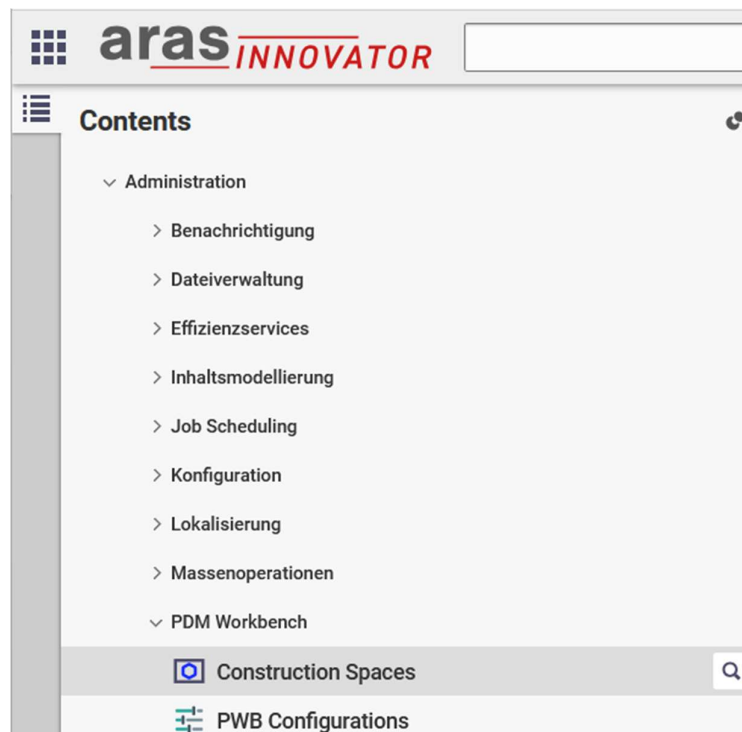 aras INNOVATOR
Contents
Administration
Benachrichtigung
Dateiverwaltung
Effizienzservices
Inhaltsmodellierung
Job Scheduling
Konfiguration
Lokalisierung
Massenoperationen
PDM Workbench
Construction Spaces
PWB Configurations